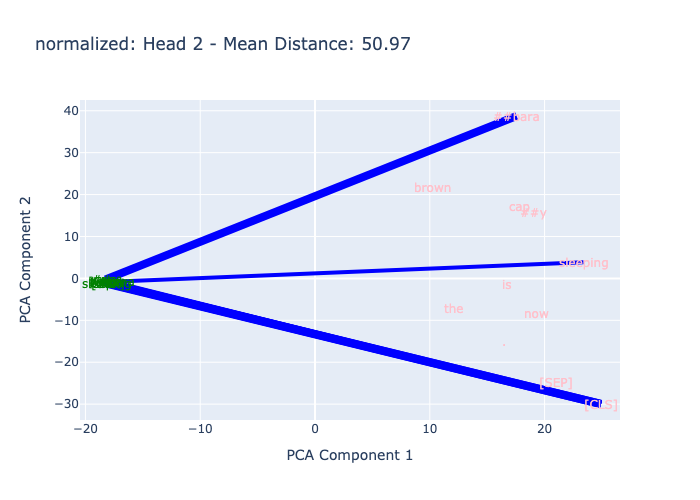 normalized: Head 2 - Mean Distance: 50.97
40
30
20
10
0
−10
−20
−30
PCA Component 2
##bara
brown
cap
##y
sleeping
is
the
now
.
[SEP]
[CLS]
−20
−10
0
10
20
PCA Component 1